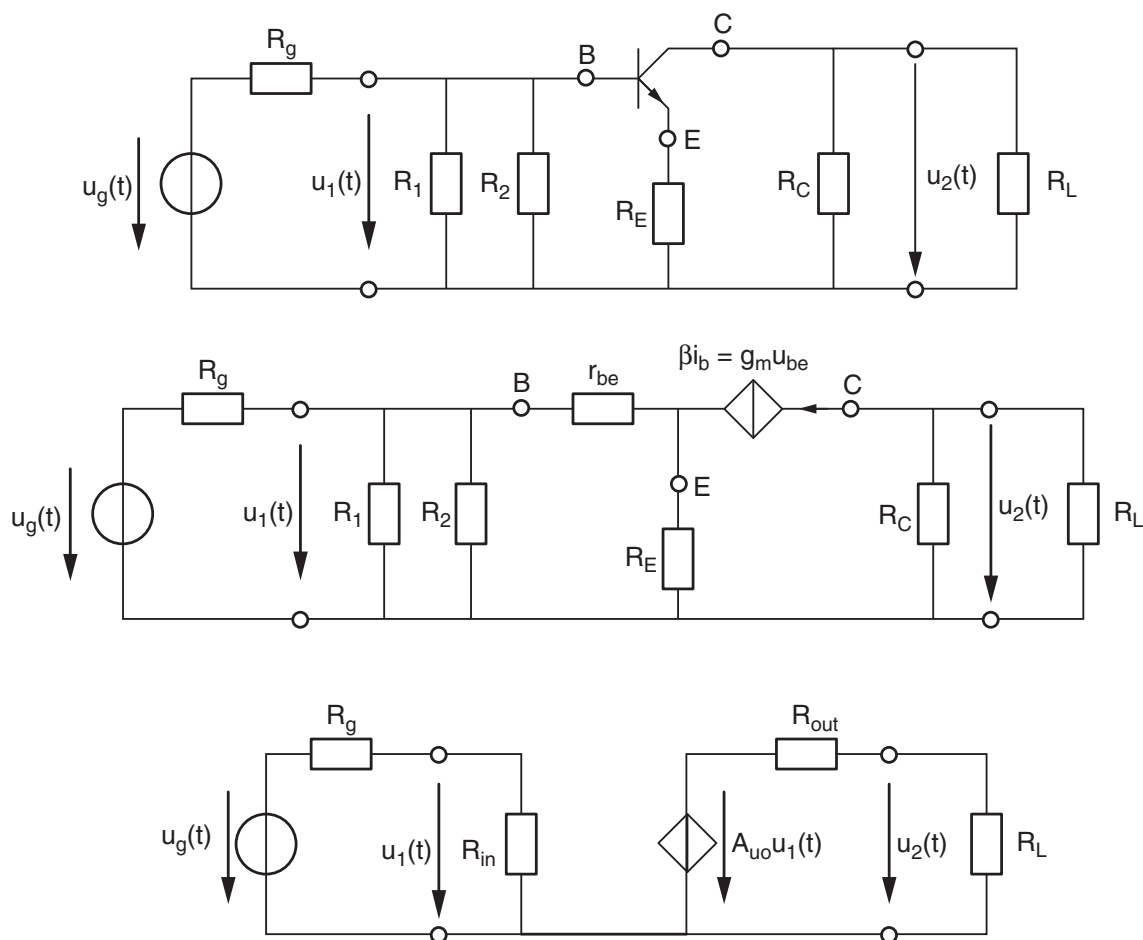 R_g
B
C
E
u_g(t)
u_1(t)
R_1
R_2
R_E
R_C
u_2(t)
R_L
βi_b = g_m u_be
R_g
B
r_be
C
E
u_g(t)
u_1(t)
R_1
R_2
R_E
R_C
u_2(t)
R_L
R_g
R_out
u_g(t)
u_1(t)
R_in
A_uo u_1(t)
u_2(t)
R_L